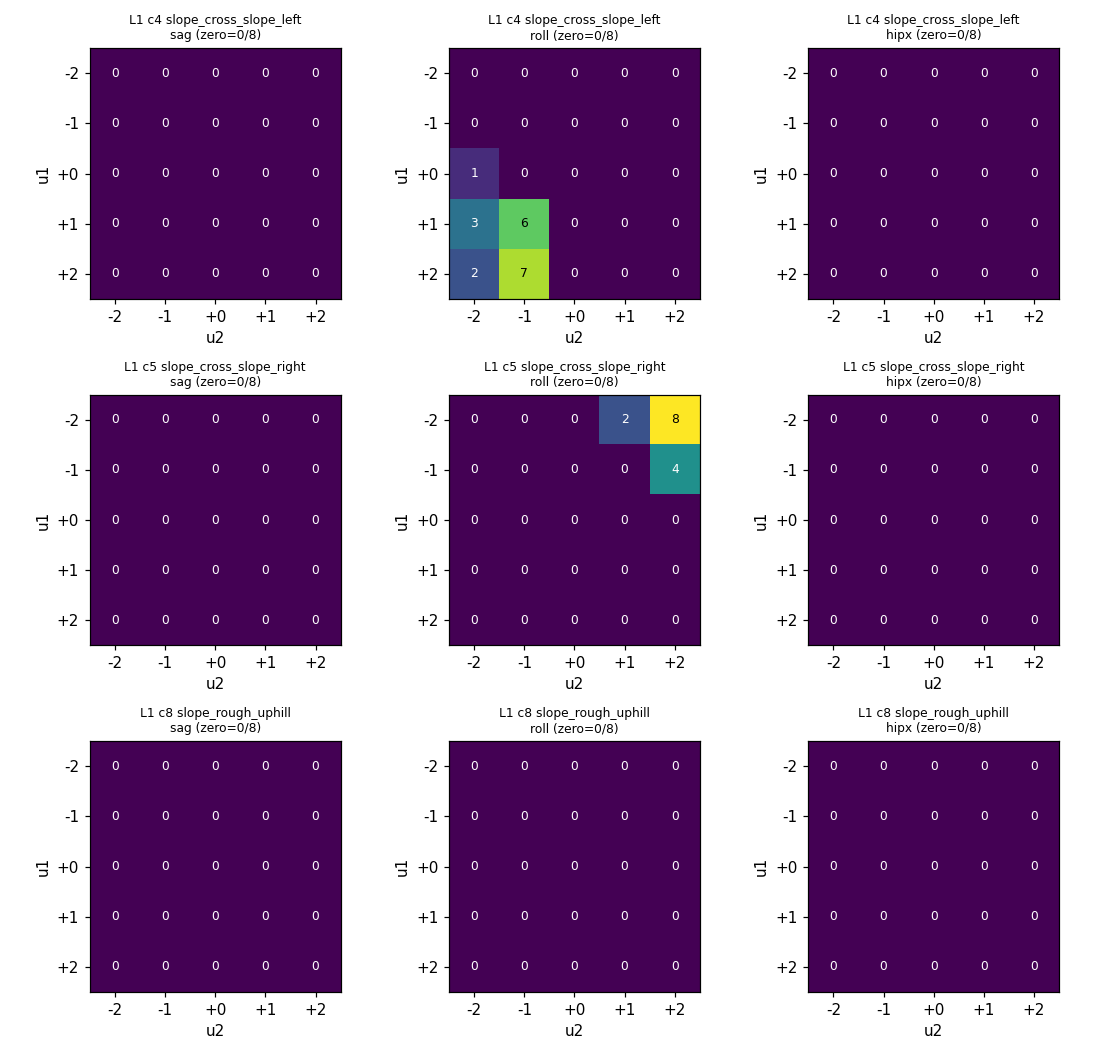 L1 c4 slope_cross_slope_left
sag (zero=0/8)
L1 c4 slope_cross_slope_left
roll (zero=0/8)
L1 c4 slope_cross_slope_left
hipx (zero=0/8)
u1
-2 0 0 0 0 0
-1 0 0 0 0 0
+0 0 0 0 0 0
+1 0 0 0 0 0
+2 0 0 0 0 0
-2 -1 +0 +1 +2
u2
u1
-2 0 0 0 0 0
-1 0 0 0 0 0
+0 1 0 0 0 0
+1 3 6 0 0 0
+2 2 7 0 0 0
-2 -1 +0 +1 +2
u2
u1
-2 0 0 0 0 0
-1 0 0 0 0 0
+0 0 0 0 0 0
+1 0 0 0 0 0
+2 0 0 0 0 0
-2 -1 +0 +1 +2
u2
L1 c5 slope_cross_slope_right
sag (zero=0/8)
L1 c5 slope_cross_slope_right
roll (zero=0/8)
L1 c5 slope_cross_slope_right
hipx (zero=0/8)
u1
-2 0 0 0 0 0
-1 0 0 0 0 0
+0 0 0 0 0 0
+1 0 0 0 0 0
+2 0 0 0 0 0
-2 -1 +0 +1 +2
u2
u1
-2 0 0 0 2 8
-1 0 0 0 0 4
+0 0 0 0 0 0
+1 0 0 0 0 0
+2 0 0 0 0 0
-2 -1 +0 +1 +2
u2
u1
-2 0 0 0 0 0
-1 0 0 0 0 0
+0 0 0 0 0 0
+1 0 0 0 0 0
+2 0 0 0 0 0
-2 -1 +0 +1 +2
u2
L1 c8 slope_rough_uphill
sag (zero=0/8)
L1 c8 slope_rough_uphill
roll (zero=0/8)
L1 c8 slope_rough_uphill
hipx (zero=0/8)
u1
-2 0 0 0 0 0
-1 0 0 0 0 0
+0 0 0 0 0 0
+1 0 0 0 0 0
+2 0 0 0 0 0
-2 -1 +0 +1 +2
u2
u1
-2 0 0 0 0 0
-1 0 0 0 0 0
+0 0 0 0 0 0
+1 0 0 0 0 0
+2 0 0 0 0 0
-2 -1 +0 +1 +2
u2
u1
-2 0 0 0 0 0
-1 0 0 0 0 0
+0 0 0 0 0 0
+1 0 0 0 0 0
+2 0 0 0 0 0
-2 -1 +0 +1 +2
u2